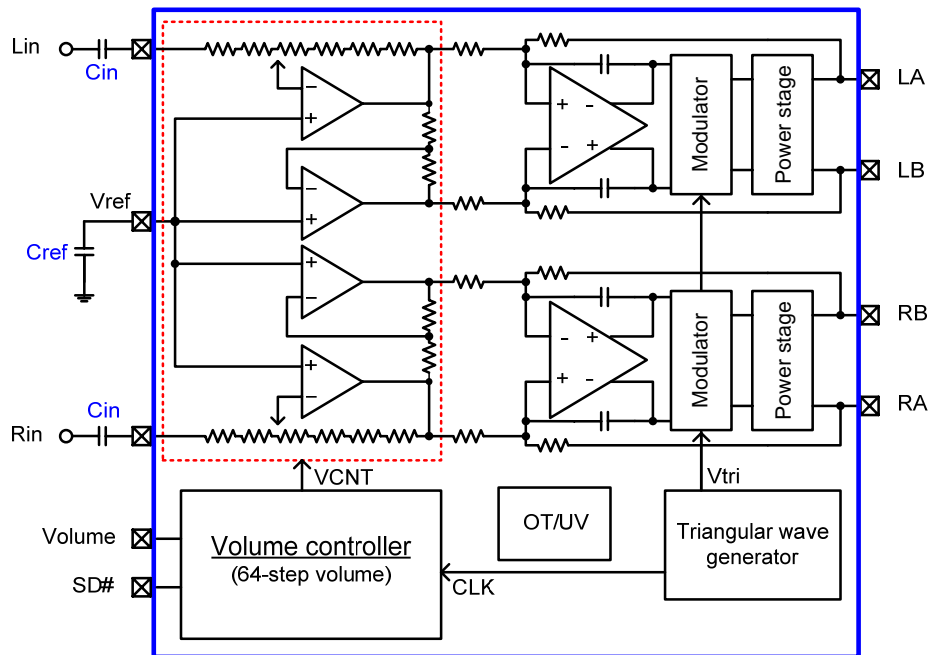 Lin
Cin
Vref
Cref
Cin
Rin
Volume
SD#
-
+
-
+
+
-
+
-
+
-
-
+
Modulator
Power stage
LA
LB
-
+
+
-
Modulator
Power stage
RB
RA
VCNT
Vtri
Volume controller
(64-step volume)
CLK
OT/UV
Triangular wave
generator